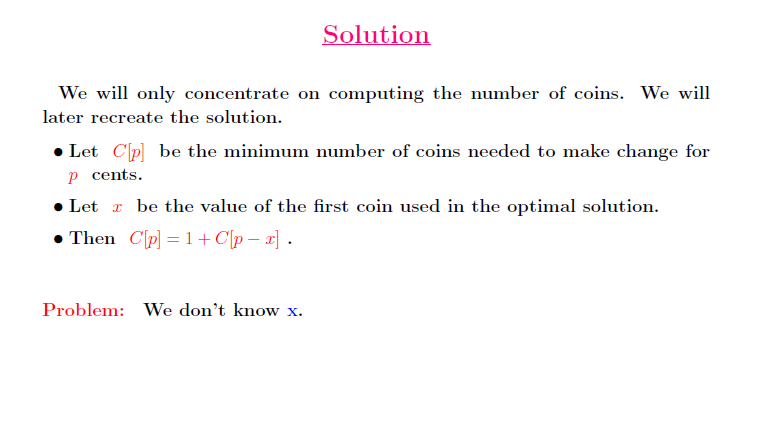 Solution
We will only concentrate on computing the number of coins. We will
later recreate the solution.
• Let C[p] be the minimum number of coins needed to make change for
p cents.
• Let x be the value of the first coin used in the optimal solution.
• Then C[p] = 1 + C[p − x] .
Problem: We don't know x.